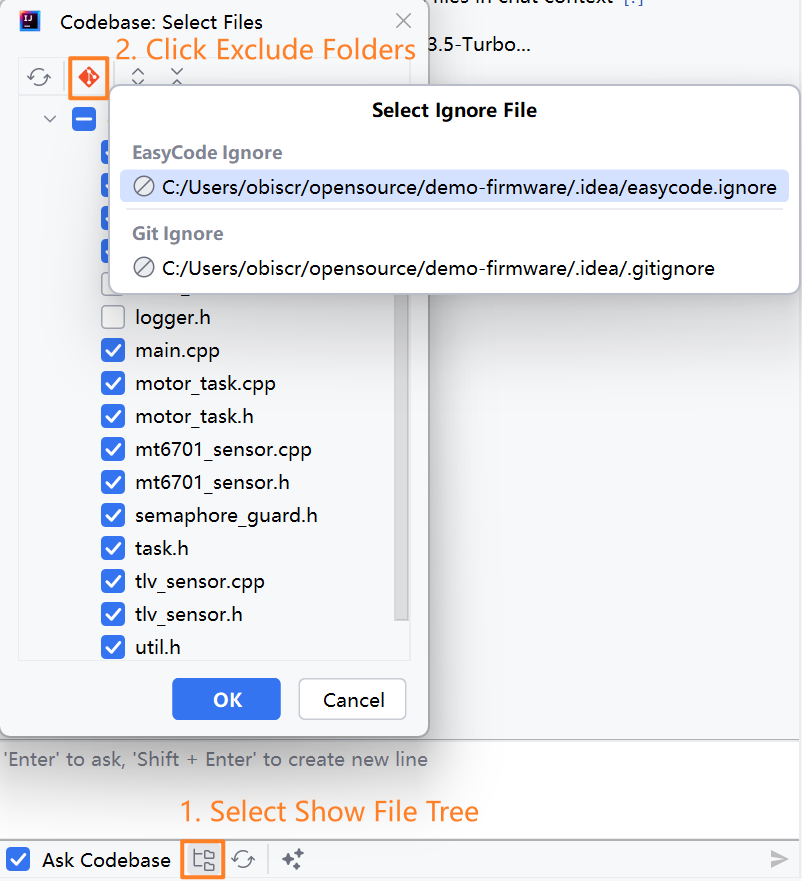 Codebase: Select Files
files in chat context [.]
3.5-Turbo...
2. Click Exclude Folders
Select Ignore File
EasyCode Ignore
C:/Users/obiscr/opensource/demo-firmware/.idea/easycode.ignore
Git Ignore
C:/Users/obiscr/opensource/demo-firmware/.idea/.gitignore
logger.h
main.cpp
motor_task.cpp
motor_task.h
mt6701_sensor.cpp
mt6701_sensor.h
semaphore_guard.h
task.h
tlv_sensor.cpp
tlv_sensor.h
util.h
OK
Cancel
'Enter' to ask, 'Shift + Enter' to create new line
1. Select Show File Tree
Ask Codebase